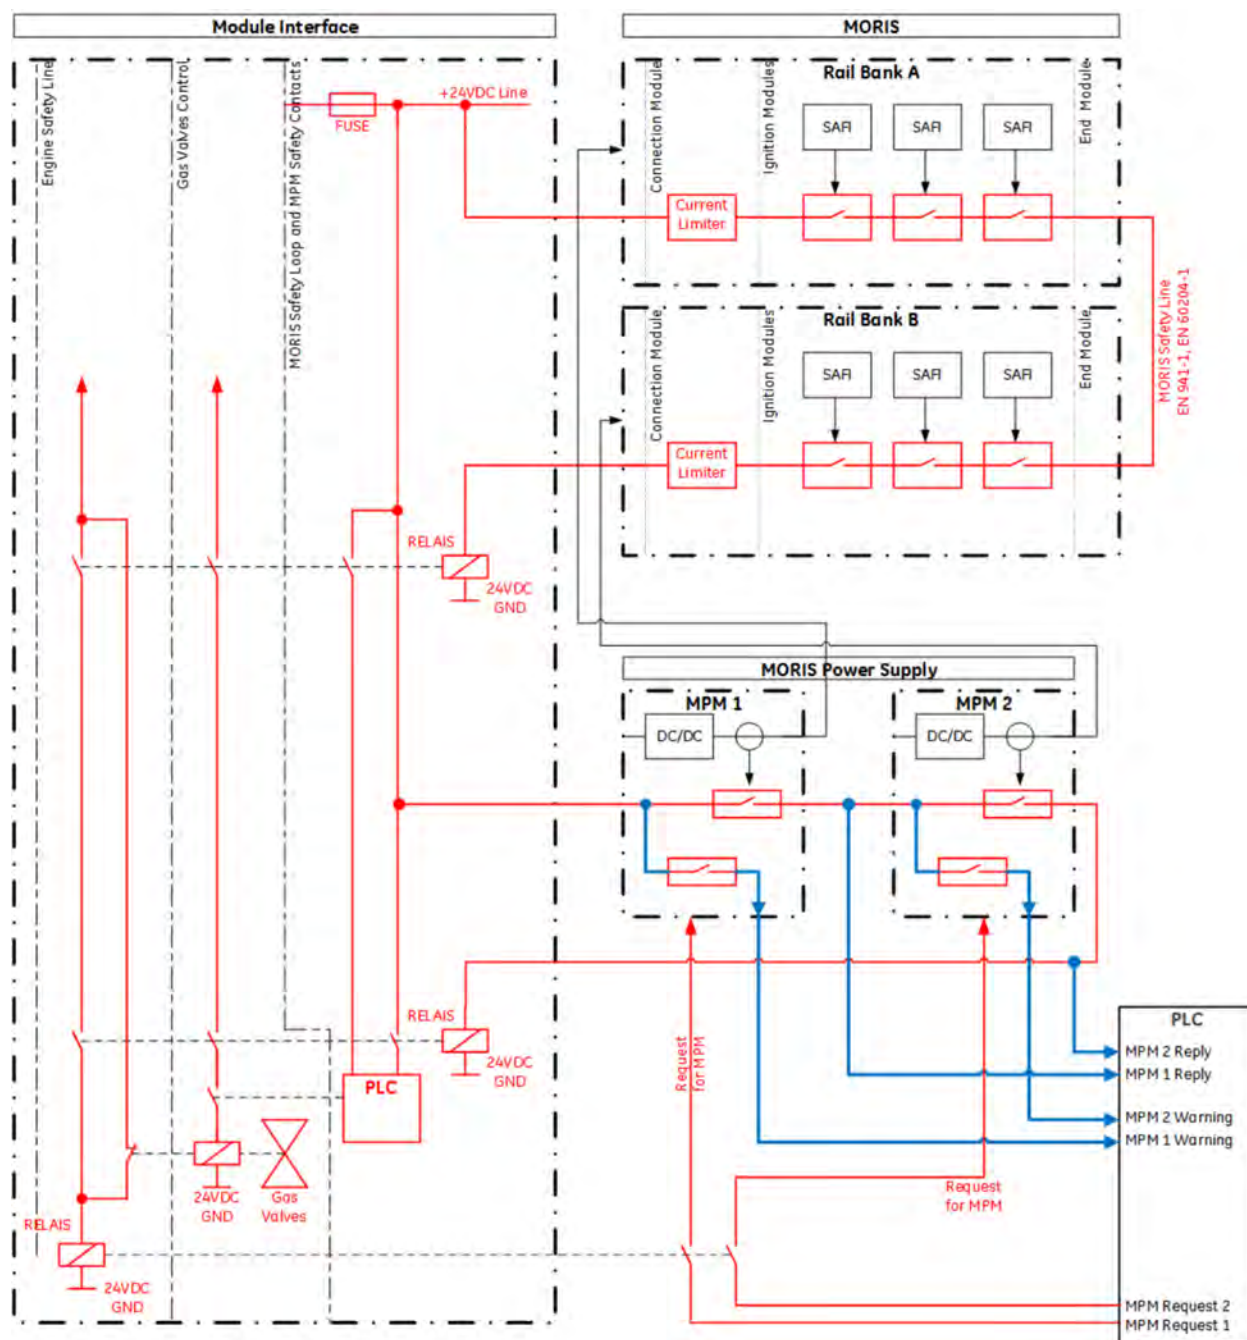 Module Interface
MORIS
Engine Safety Line
Gas Valves Control
MORIS Safety Loop and MPM Safety Contacts
+24VDC Line
FUSE
Rail Bank A
Connection Module
Ignition Modules
SAFI
SAFI
SAFI
End Module
Current
Limiter
MORIS Safety Line
EN 941-1, EN 60204-1
Rail Bank B
Connection Module
Ignition Modules
SAFI
SAFI
SAFI
End Module
Current
Limiter
RELAIS
24VDC
GND
MORIS Power Supply
MPM 1
MPM 2
DC/DC
DC/DC
RELAIS
24VDC
GND
PLC
Request
for MPM
PLC
MPM 2 Reply
MPM 1 Reply
MPM 2 Warning
MPM 1 Warning
24VDC
GND
Gas
Valves
Request
for MPM
RELAIS
24VDC
GND
MPM Request 2
MPM Request 1